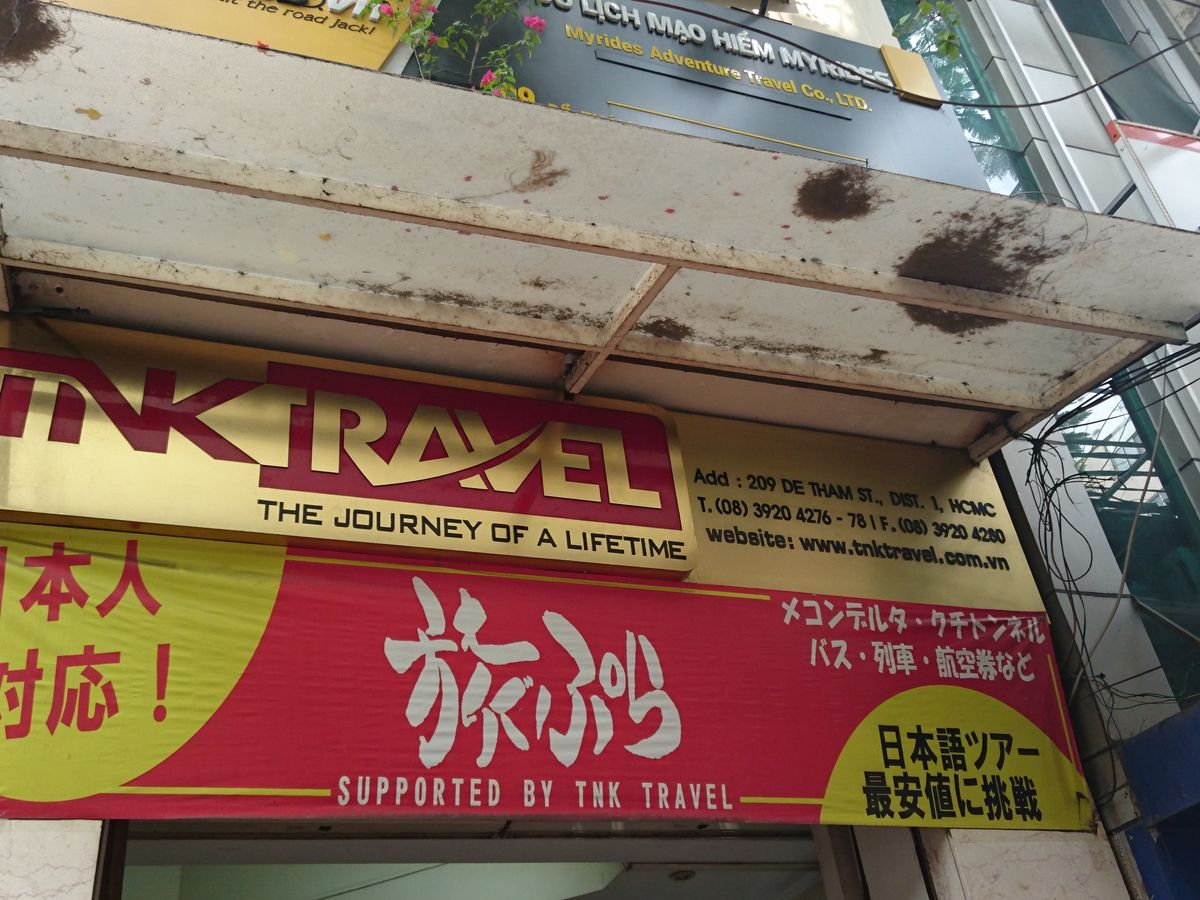 hit the road jack!
LỊCH MẠO HIỂM MYRIDES
Myrides Adventure Travel Co., LTD.
TNK TRAVEL
THE JOURNEY OF A LIFETIME
Add : 209 DE THAM ST., DIST. 1, HCMC
T. (08) 3920 4276 - 78 | F. (08) 3920 4280
website: www.tnktravel.com.vn
日本人
対応！
旅ぷら
SUPPORTED BY TNK TRAVEL
メコンデルタ・クチトンネル
バス・列車・航空券など
日本語ツアー
最安値に挑戦